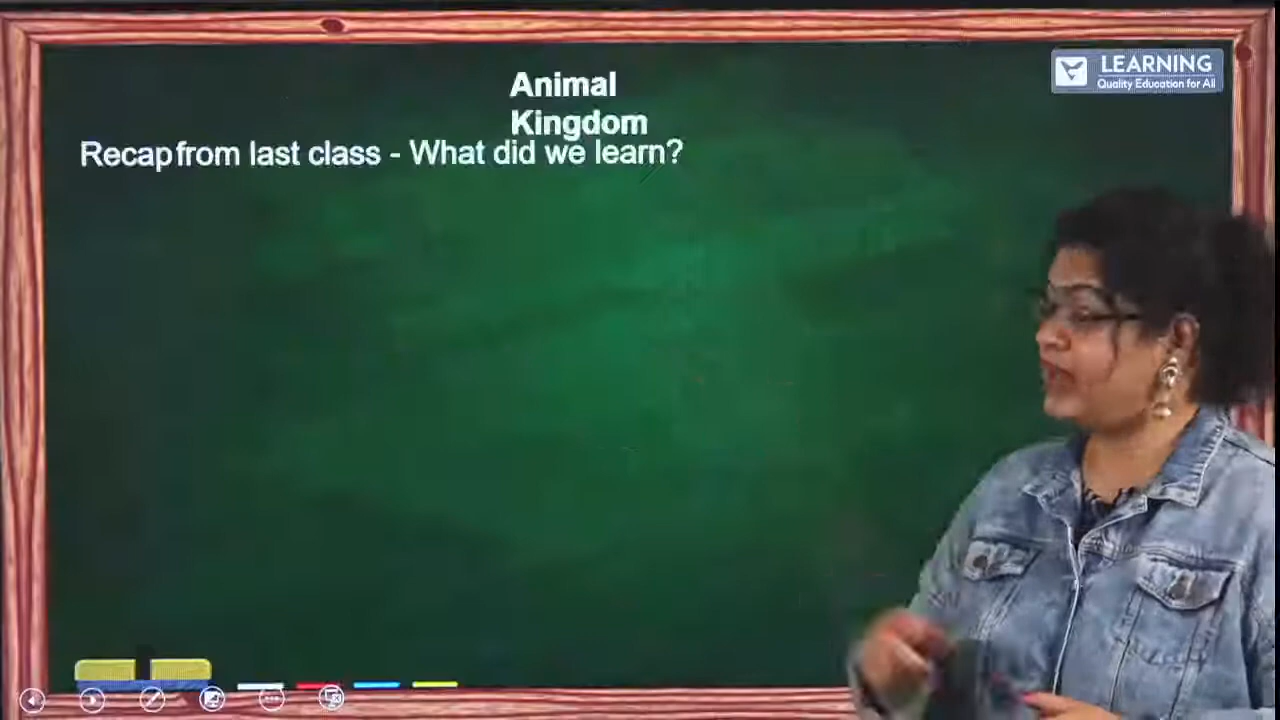 Animal
Kingdom
Recap from last class - What did we learn?
LEARNING
Quality Education for All